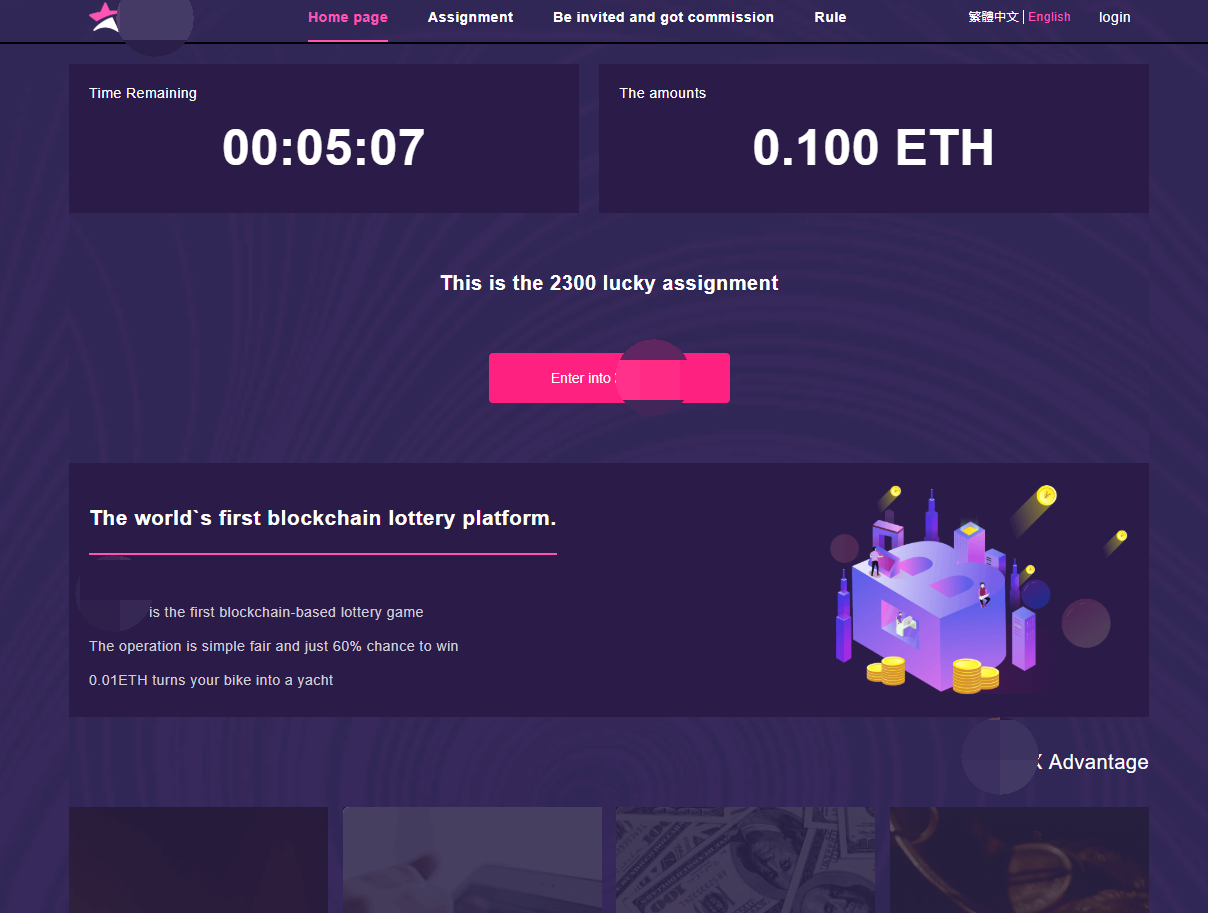 Home page
Assignment
Be invited and got commission
Rule
繁體中文 | English
login
Time Remaining
00:05:07
The amounts
0.100 ETH
This is the 2300 lucky assignment
Enter into
The world`s first blockchain lottery platform.
is the first blockchain-based lottery game
The operation is simple fair and just 60% chance to win
0.01ETH turns your bike into a yacht
Advantage